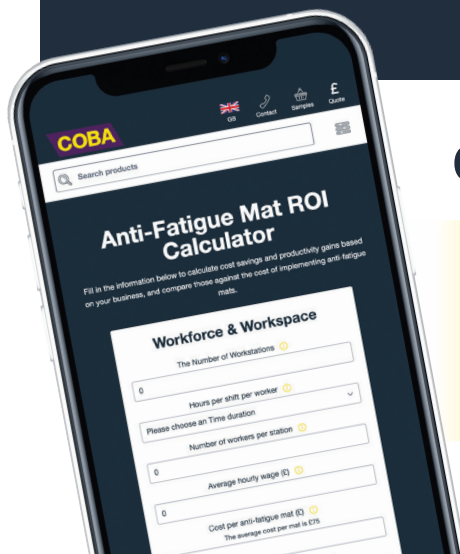 COBA
GB
Contact
Samples
£
Quote
Search products
Anti-Fatigue Mat ROI
Calculator
Fill in the information below to calculate cost savings and productivity gains based
on your business, and compare those against the cost of implementing anti-fatigue
mats.
Workforce & Workspace
The Number of Workstations
0
Hours per shift per worker
Please choose an Time duration
Number of workers per station
0
Average hourly wage (£)
0
Cost per anti-fatigue mat (£)
The average cost per mat is £75